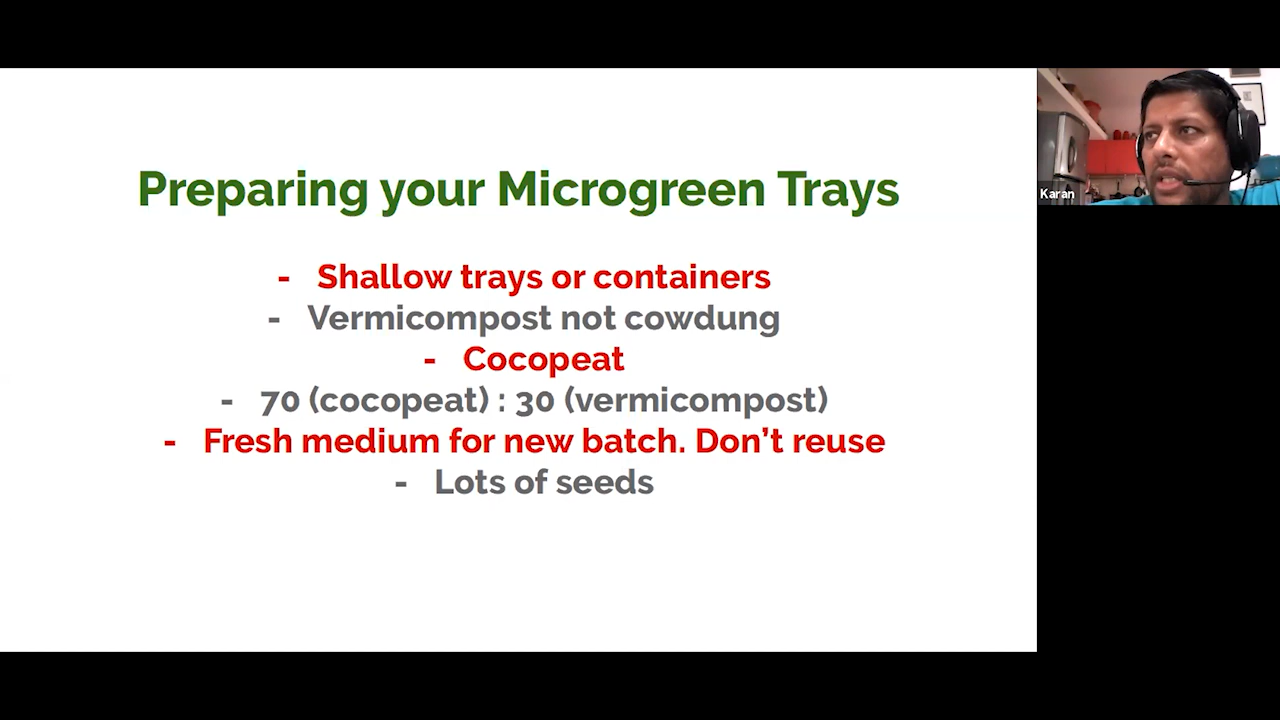 Preparing your Microgreen Trays
- Shallow trays or containers
- Vermicompost not cowdung
- Cocopeat
- 70 (cocopeat) : 30 (vermicompost)
- Fresh medium for new batch. Don’t reuse
- Lots of seeds
Karan